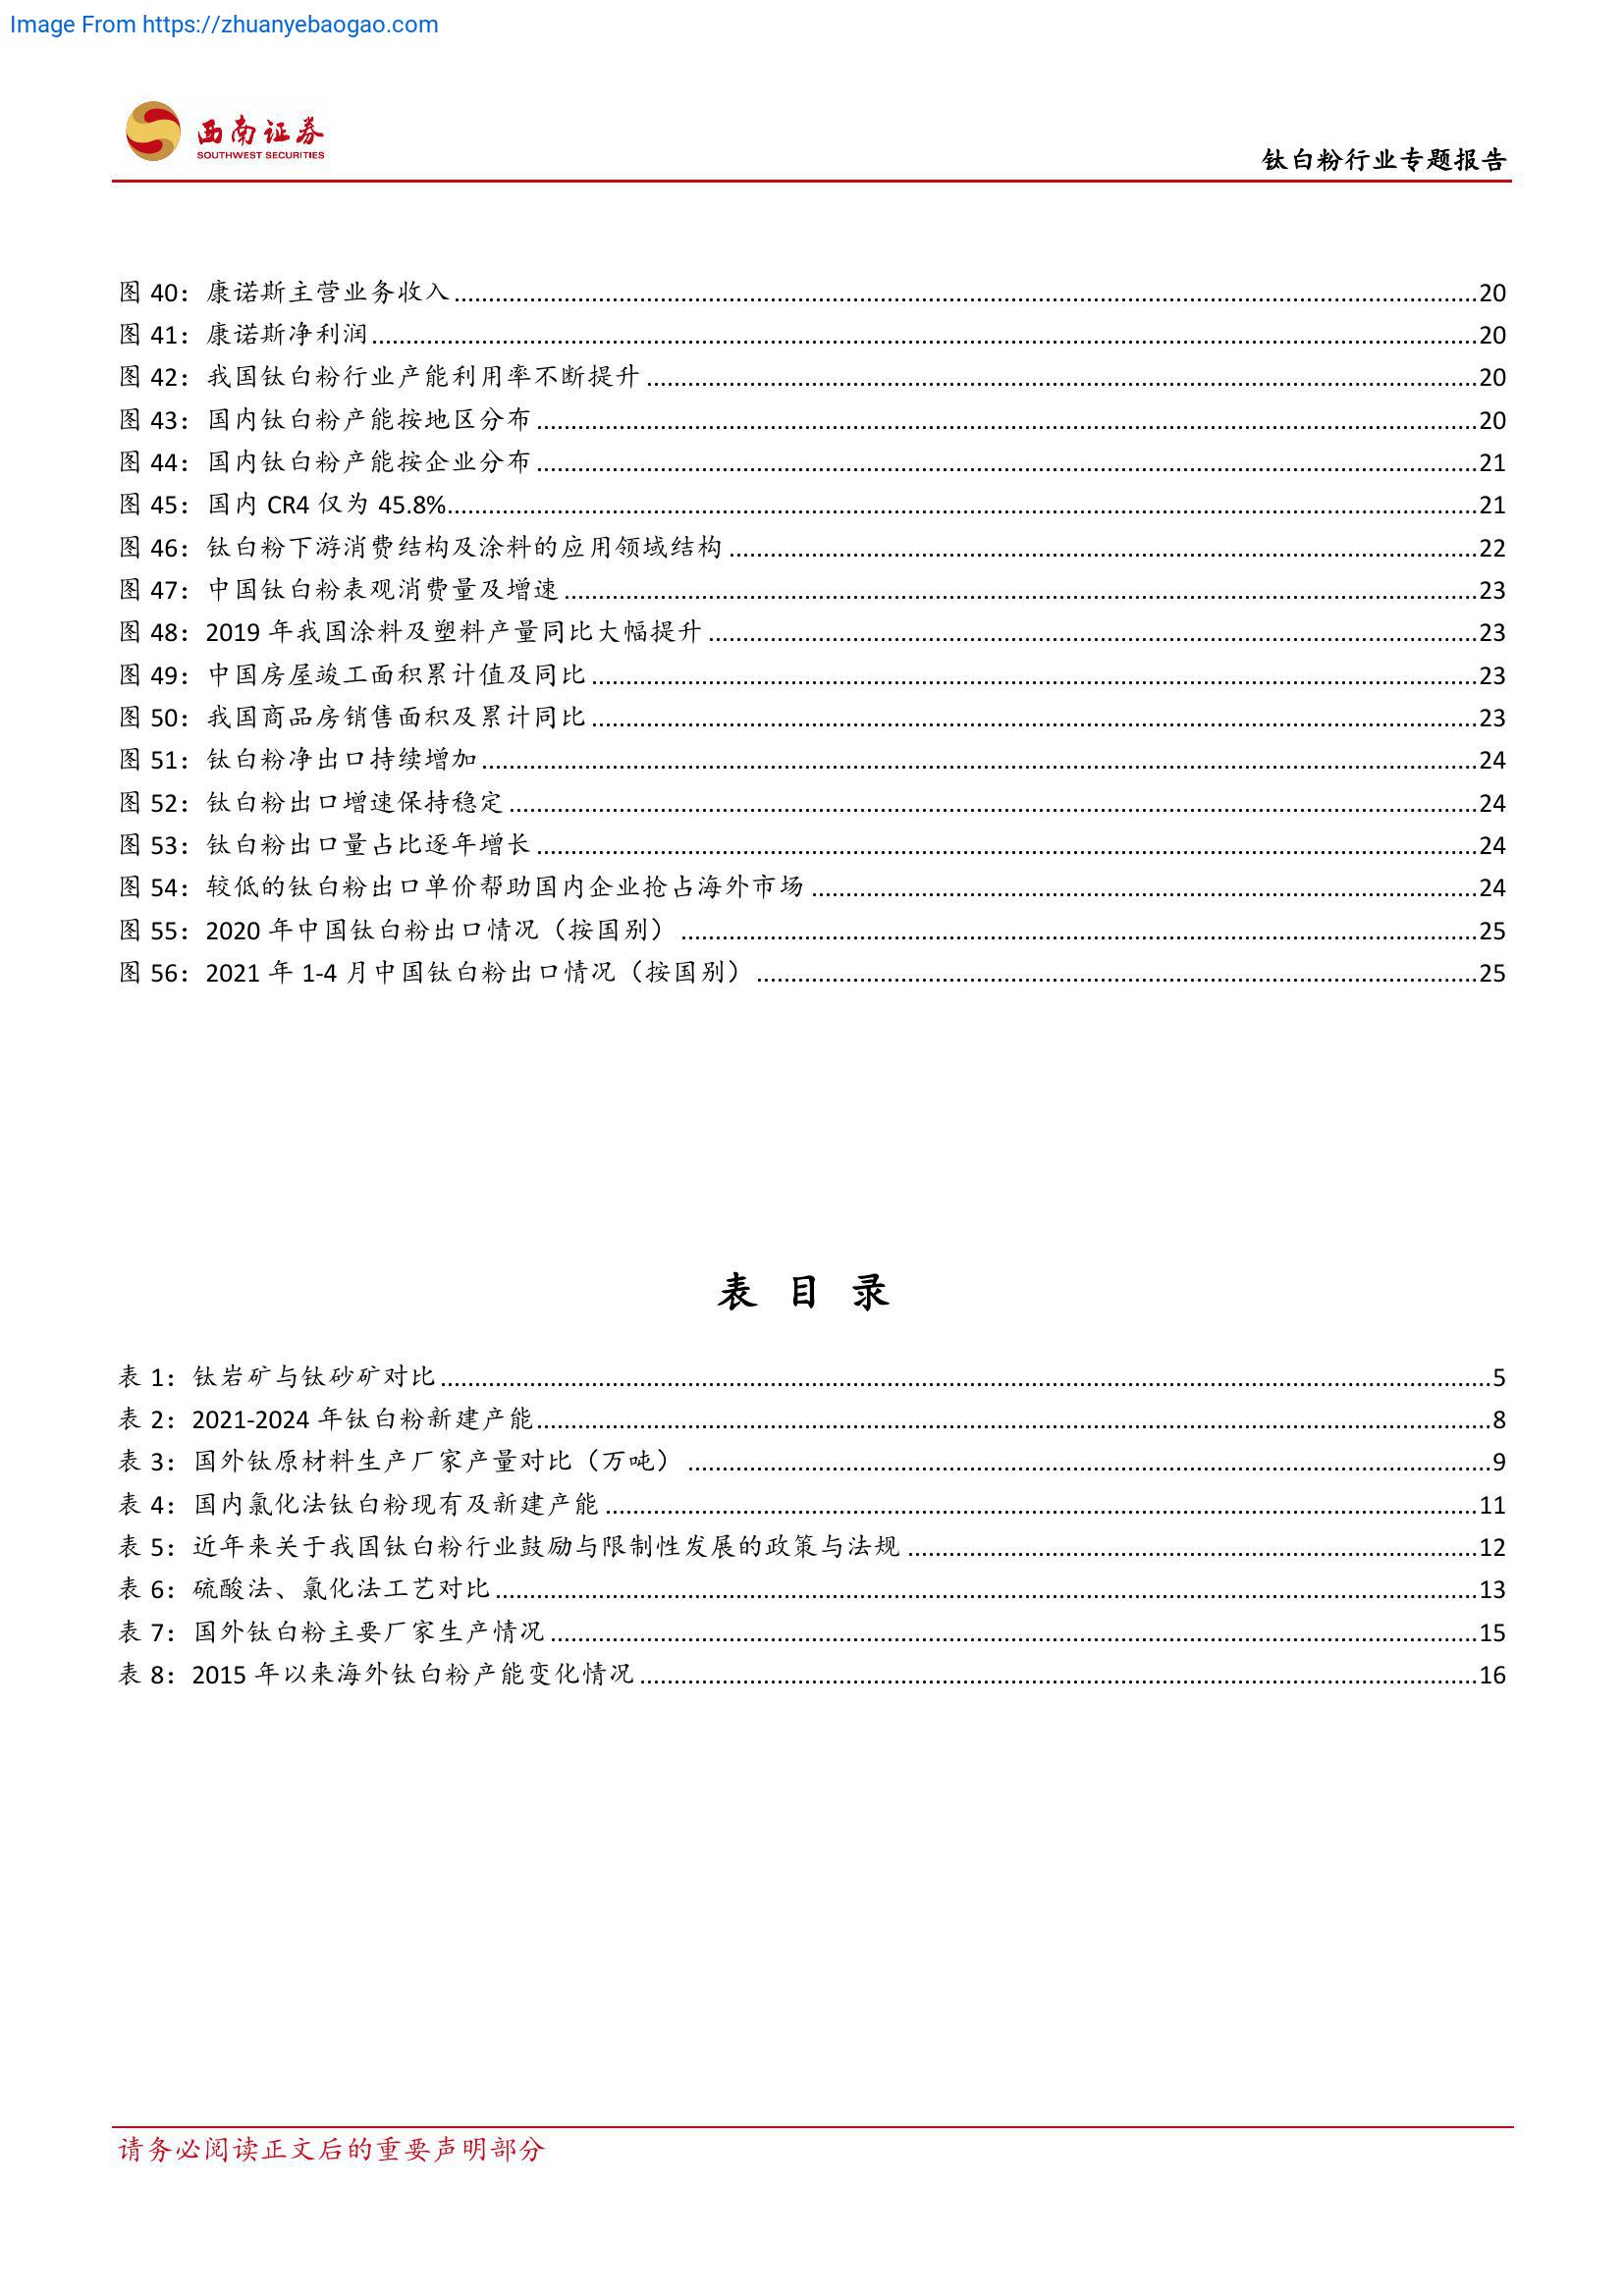 Image From https://zhuanyebaogao.com
西南证券
SOUTHWEST SECURITIES
钛白粉行业专题报告
图 40：康诺斯主营业务收入........20
图 41：康诺斯净利润........20
图 42：我国钛白粉行业产能利用率不断提升........20
图 43：国内钛白粉产能按地区分布........20
图 44：国内钛白粉产能按企业分布........21
图 45：国内 CR4 仅为 45.8%........21
图 46：钛白粉下游消费结构及涂料的应用领域结构........22
图 47：中国钛白粉表观消费量及增速........23
图 48：2019 年我国涂料及塑料产量同比大幅提升........23
图 49：中国房屋竣工面积累计值及同比........23
图 50：我国商品房销售面积及累计同比........23
图 51：钛白粉净出口持续增加........24
图 52：钛白粉出口增速保持稳定........24
图 53：钛白粉出口量占比逐年增长........24
图 54：较低的钛白粉出口单价帮助国内企业抢占海外市场........24
图 55：2020 年中国钛白粉出口情况（按国别）........25
图 56：2021 年 1-4 月中国钛白粉出口情况（按国别）........25
表 目 录
表 1：钛岩矿与钛砂矿对比........5
表 2：2021-2024 年钛白粉新建产能........8
表 3：国外钛原材料生产厂家产量对比（万吨）........9
表 4：国内氯化法钛白粉现有及新建产能........11
表 5：近年来关于我国钛白粉行业鼓励与限制性发展的政策与法规........12
表 6：硫酸法、氯化法工艺对比........13
表 7：国外钛白粉主要厂家生产情况........15
表 8：2015 年以来海外钛白粉产能变化情况........16
请务必阅读正文后的重要声明部分